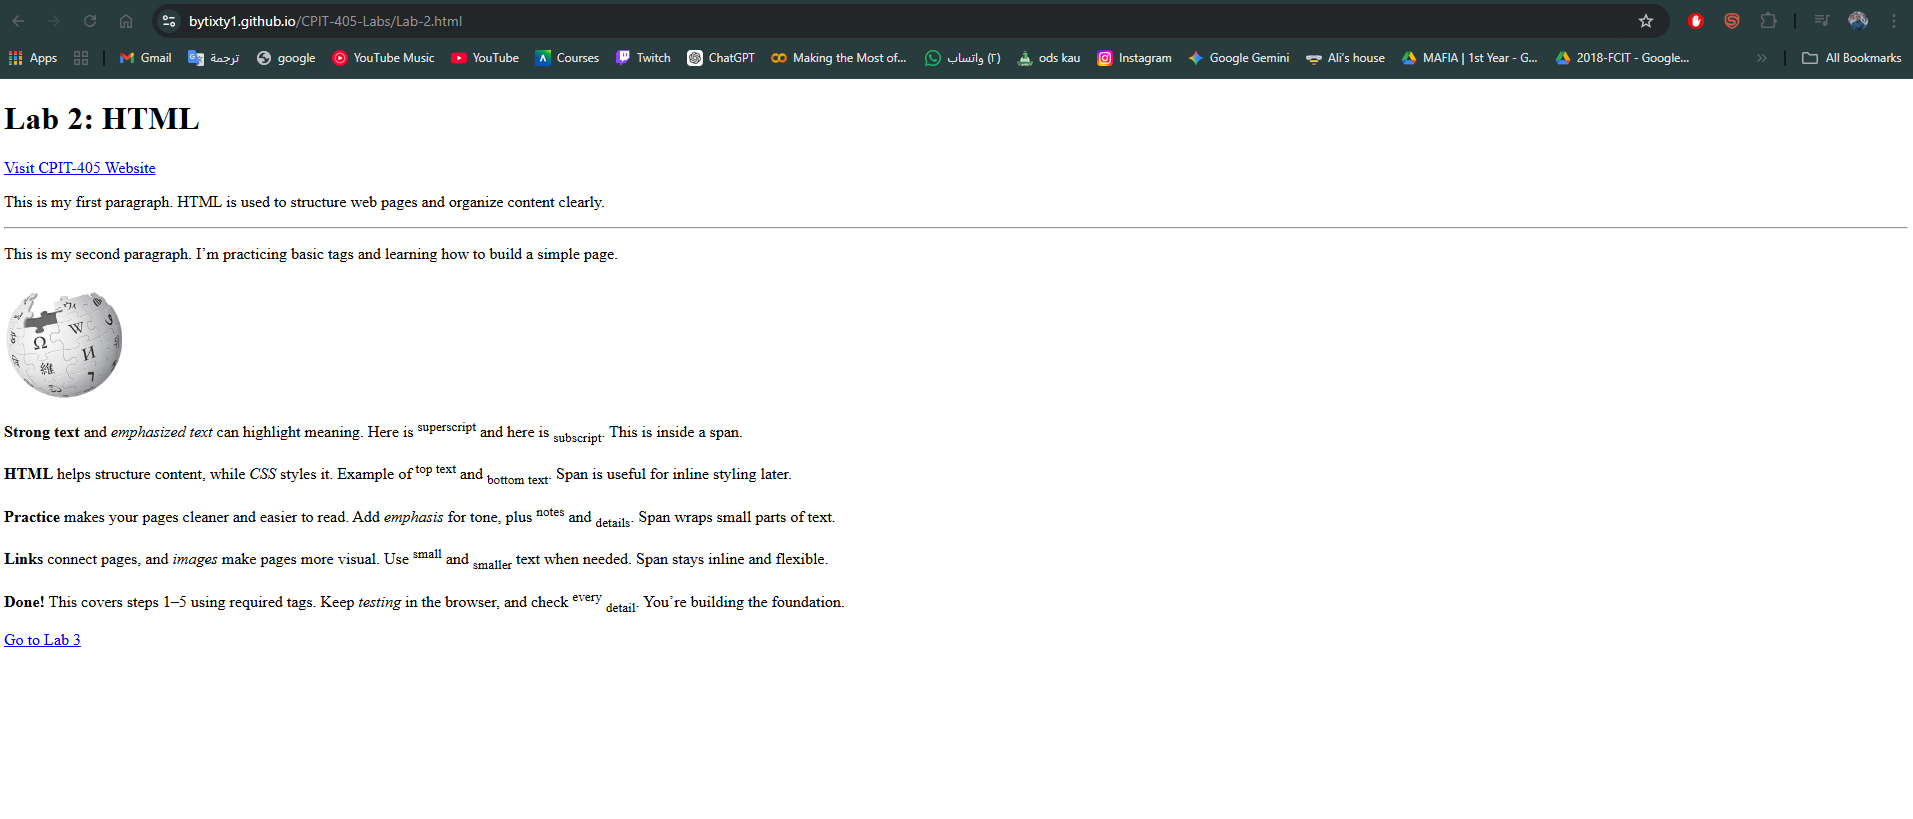 bytixty1.github.io/CPIT-405-Labs/Lab-2.html
Apps Gmail ترجمة google YouTube Music YouTube Courses Twitch ChatGPT Making the Most of... واتساب (٢) ods kau Instagram Google Gemini Ali's house MAFIA | 1st Year - G... 2018-FCIT - Google... » All Bookmarks
Lab 2: HTML
Visit CPIT-405 Website
This is my first paragraph. HTML is used to structure web pages and organize content clearly.
This is my second paragraph. I’m practicing basic tags and learning how to build a simple page.
Ω W И 維
Strong text and emphasized text can highlight meaning. Here is superscript and here is subscript. This is inside a span.
HTML helps structure content, while CSS styles it. Example of top text and bottom text. Span is useful for inline styling later.
Practice makes your pages cleaner and easier to read. Add emphasis for tone, plus notes and details. Span wraps small parts of text.
Links connect pages, and images make pages more visual. Use small and smaller text when needed. Span stays inline and flexible.
Done! This covers steps 1–5 using required tags. Keep testing in the browser, and check every detail. You’re building the foundation.
Go to Lab 3